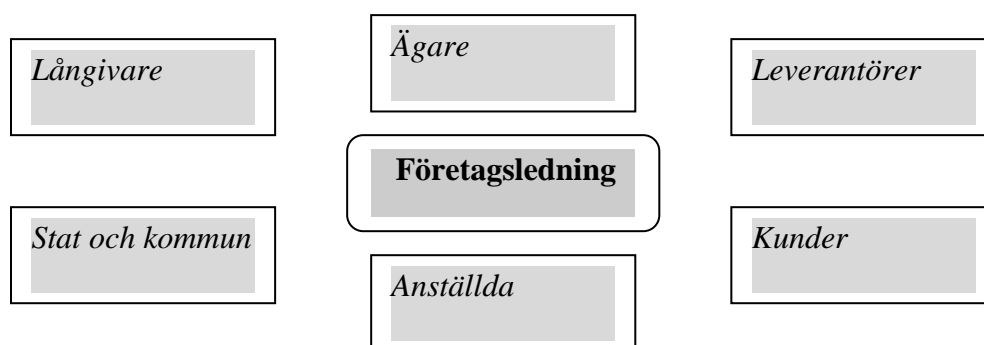 Långivare
Ägare
Leverantörer
Företagsledning
Stat och kommun
Kunder
Anställda